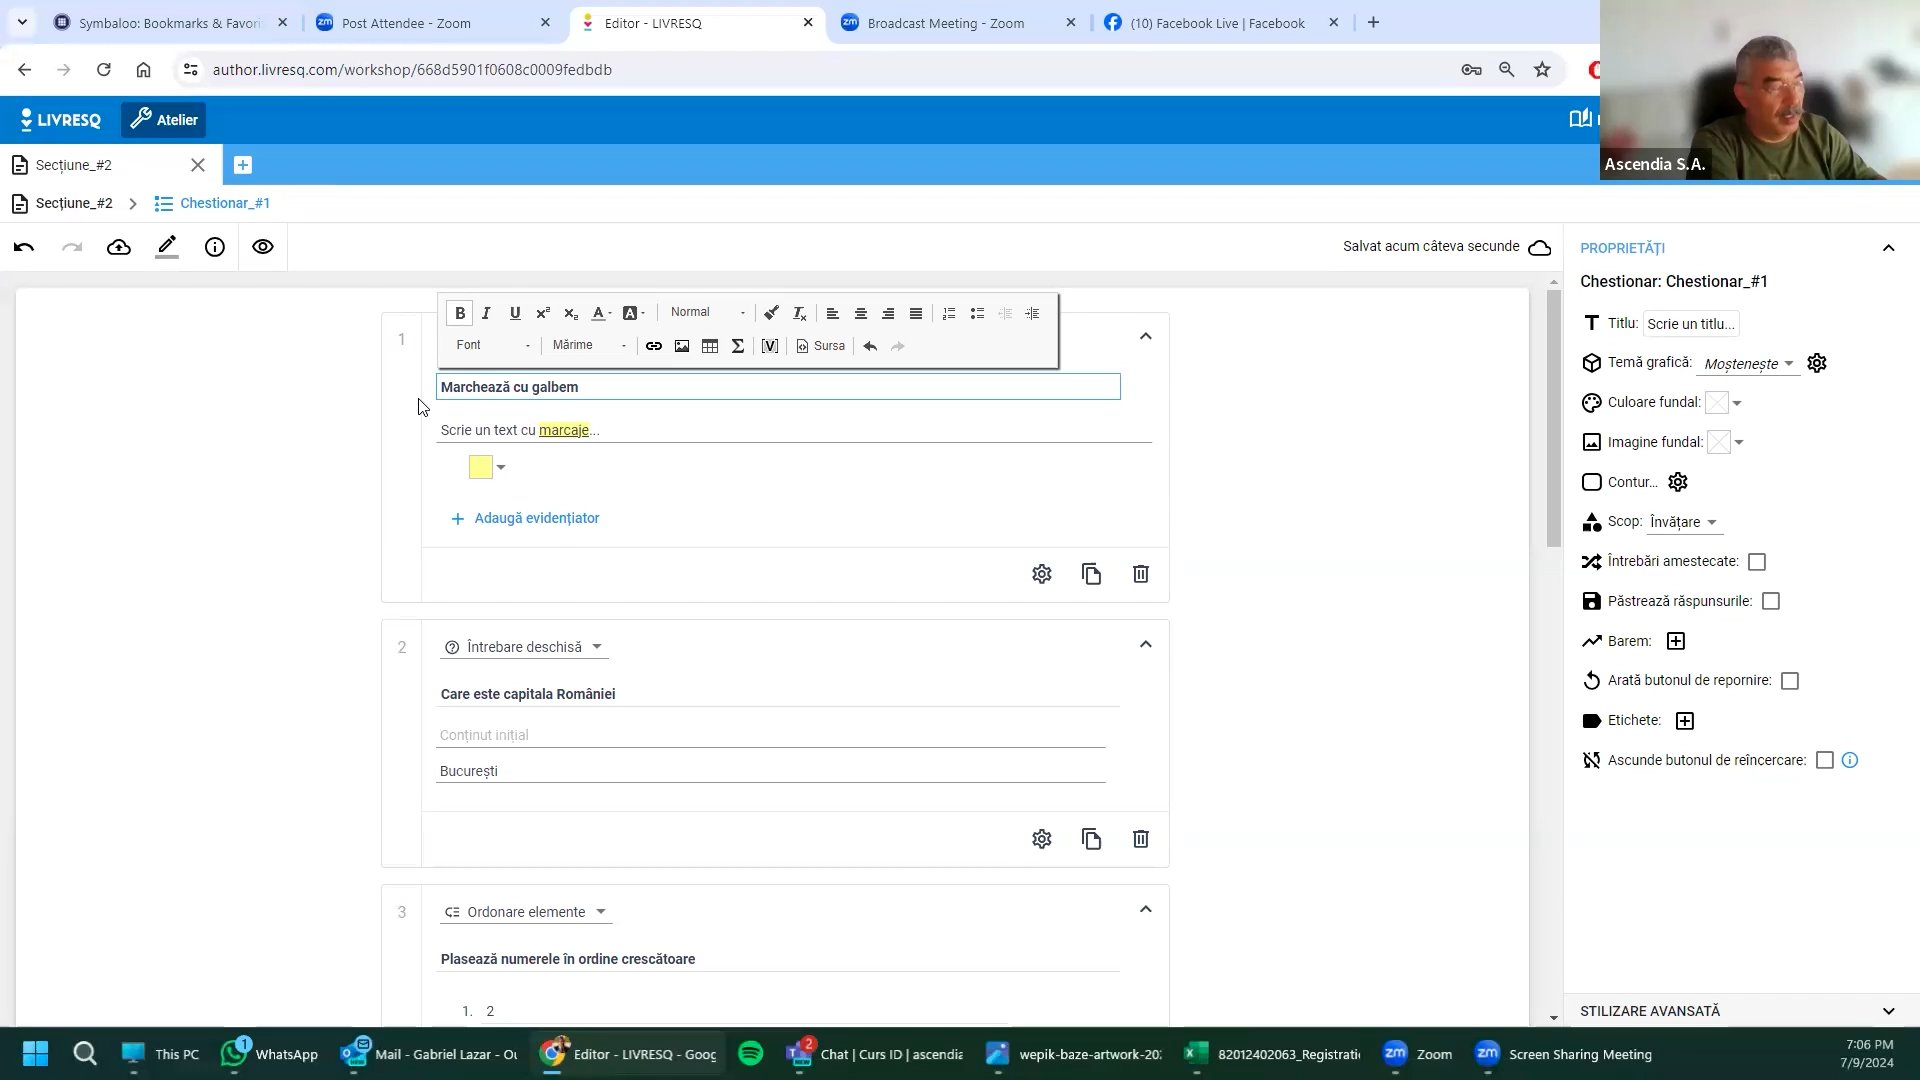 Symbaloo: Bookmarks & Favori
Post Attendee - Zoom
Editor - LIVRESQ
Broadcast Meeting - Zoom
(10) Facebook Live | Facebook
author.livresq.com/workshop/668d5901f0608c0009fedbdb
LIVRESQ
Atelier
Ascendia S.A.
Secțiune_#2
Secțiune_#2
Chestionar_#1
Salvat acum câteva secunde
PROPRIETĂȚI
Chestionar: Chestionar_#1
Titlu: Scrie un titlu...
Temă grafică: Moștenește
Culoare fundal:
Imagine fundal:
Contur...
Scop: Învățare
Întrebări amestecate:
Păstrează răspunsurile:
Barem:
Arată butonul de repornire:
Etichete:
Ascunde butonul de reîncercare:
STILIZARE AVANSATĂ
B I U x² x₂ A A Normal
Font Mărime Σ [V] Sursa
1
Marchează cu galbem
Scrie un text cu marcaje...
Adaugă evidențiator
2
Întrebare deschisă
Care este capitala României
Conținut inițial
București
3
Ordonare elemente
Plasează numerele în ordine crescătoare
1. 2
This PC
1
WhatsApp
Mail - Gabriel Lazar - Ou
Editor - LIVRESQ - Goog
2
Chat | Curs ID | ascendia
wepik-baze-artwork-20
82012402063_Registrati
Zoom
Screen Sharing Meeting
7:06 PM
7/9/2024